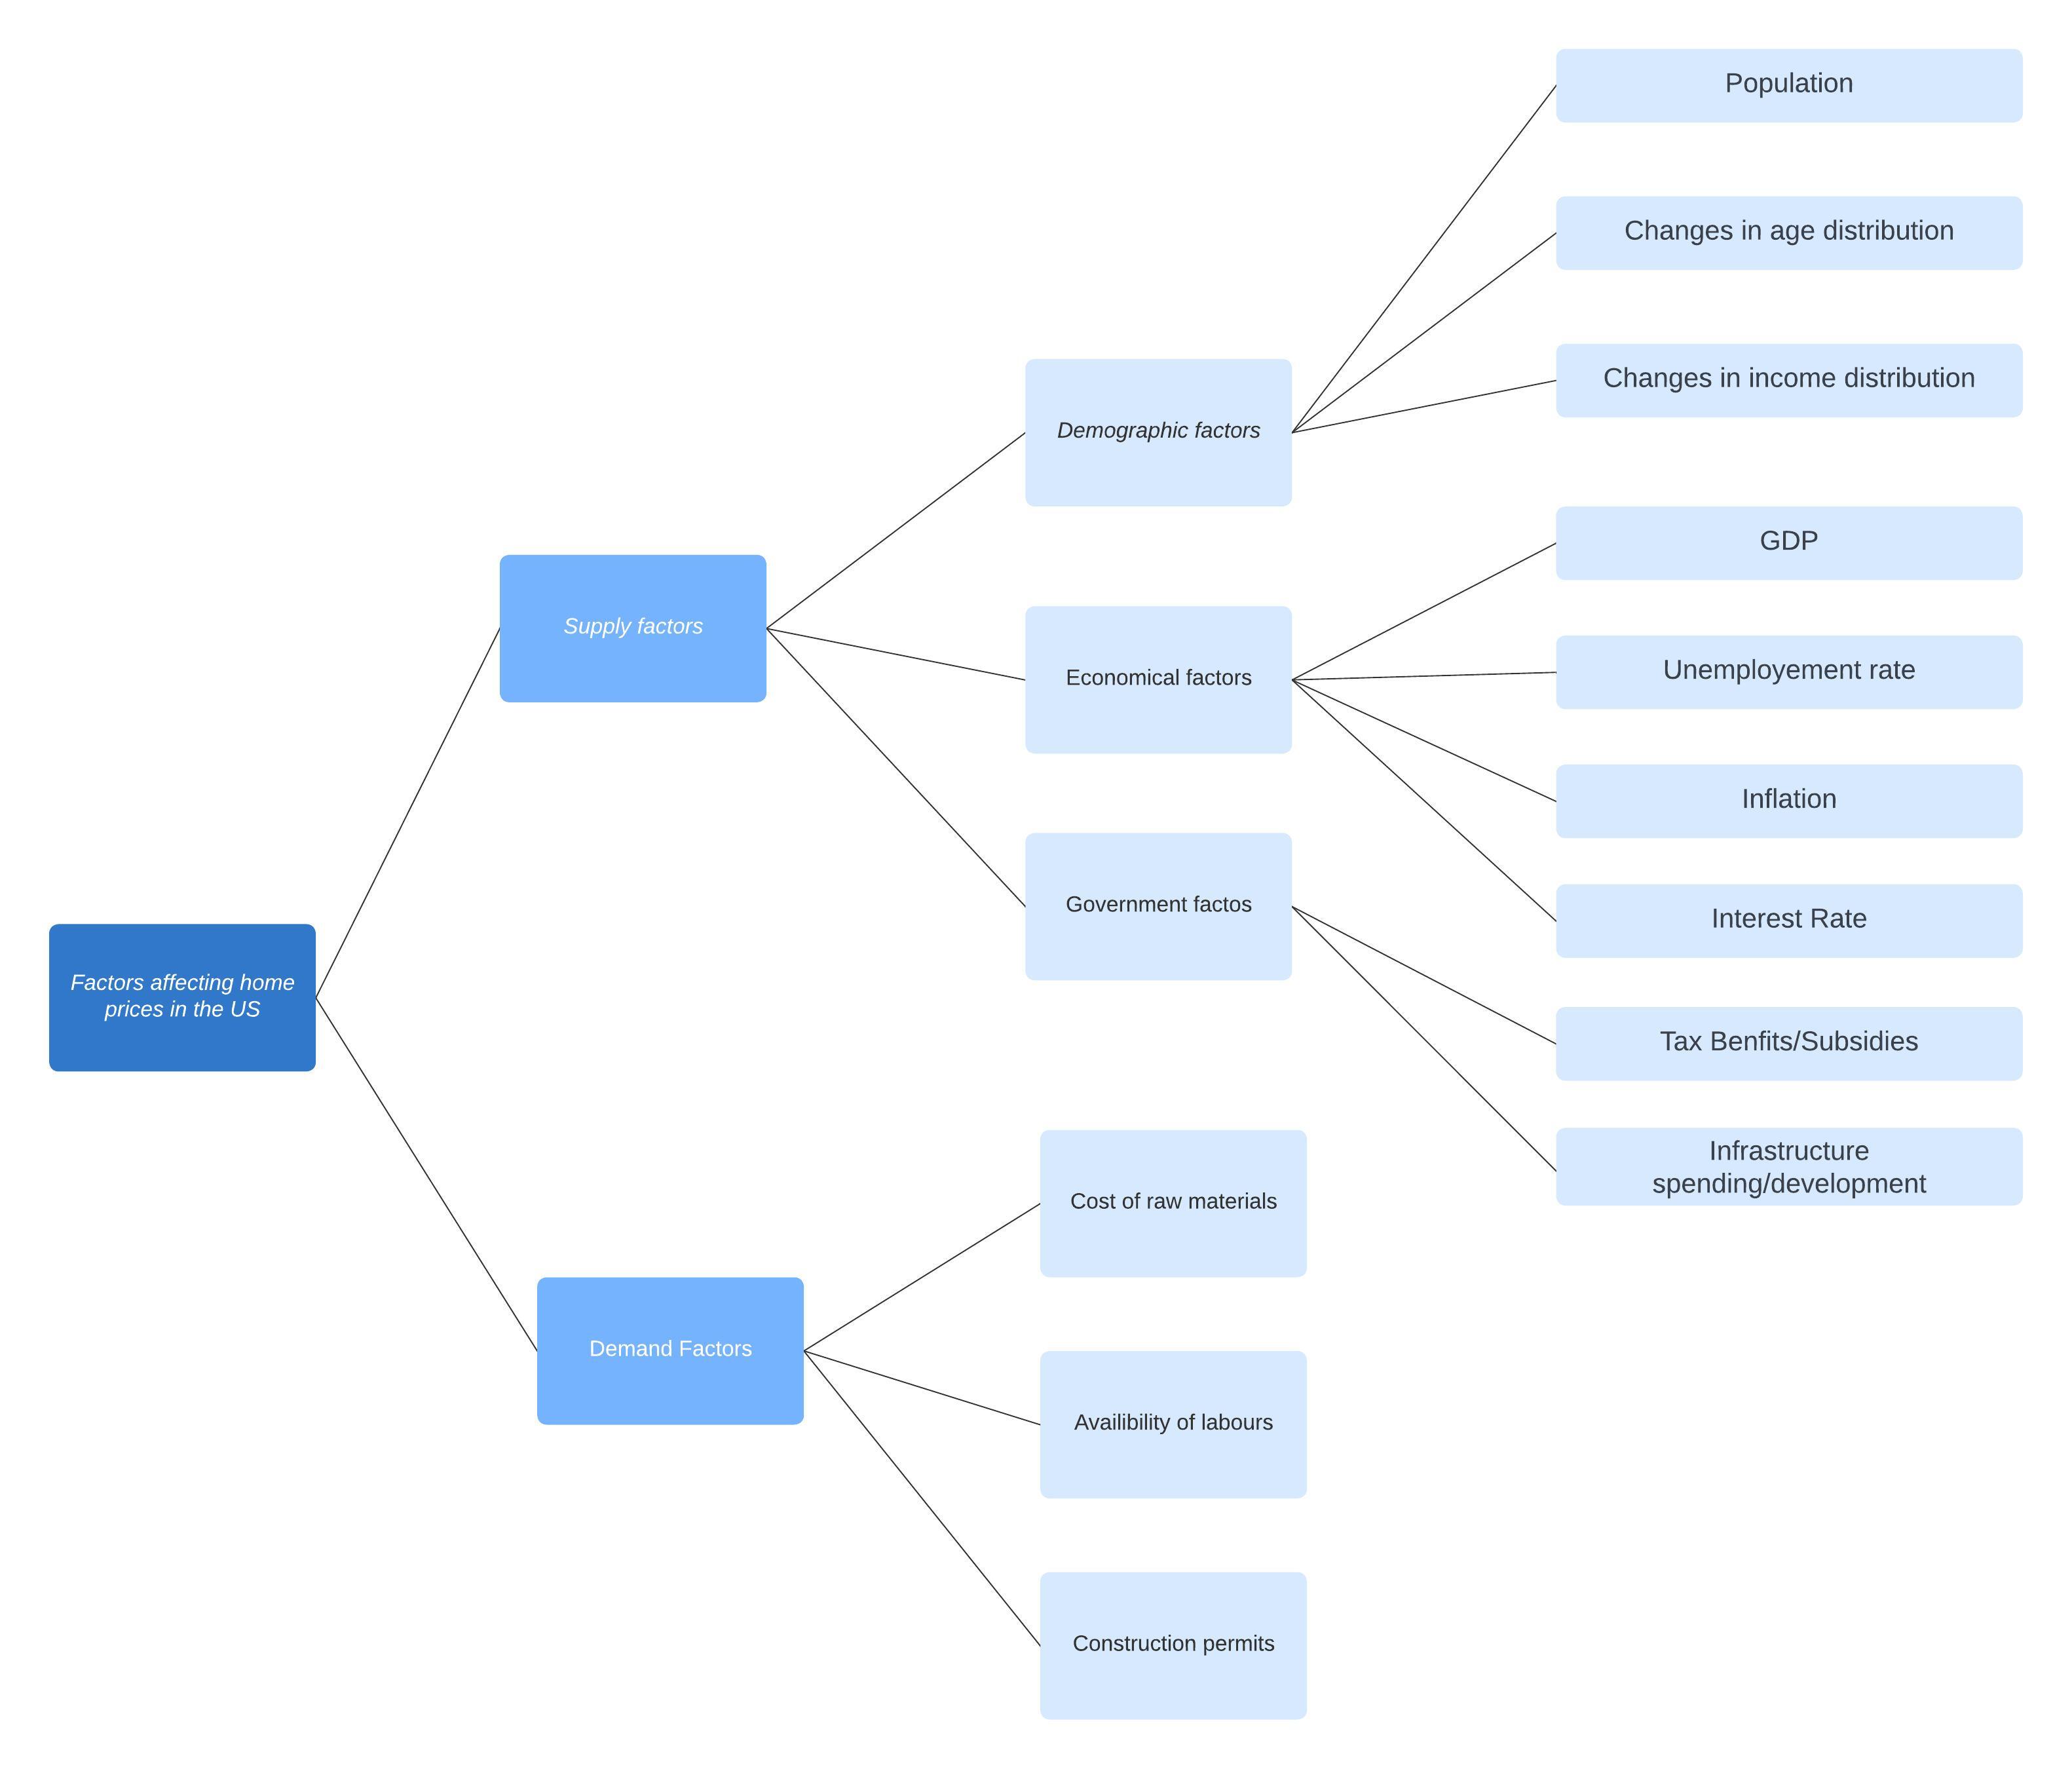 Population
Changes in age distribution
Changes in income distribution
Demographic factors
GDP
Supply factors
Economical factors
Unemployement rate
Inflation
Government factos
Interest Rate
Factors affecting home
prices in the US
Tax Benfits/Subsidies
Infrastructure
spending/development
Cost of raw materials
Demand Factors
Availibility of labours
Construction permits